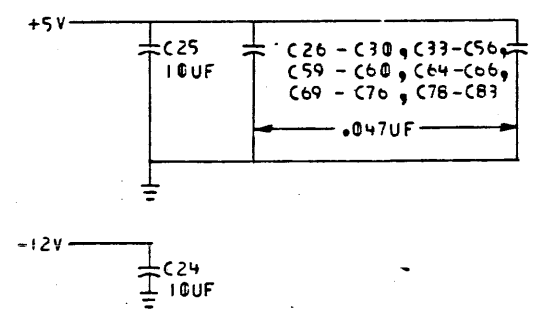 +5V
C25
10UF
C26 - C30, C33-C56,
C59 - C60, C64-C66,
C69 - C76, C78-C83
.047UF
-12V
C24
10UF